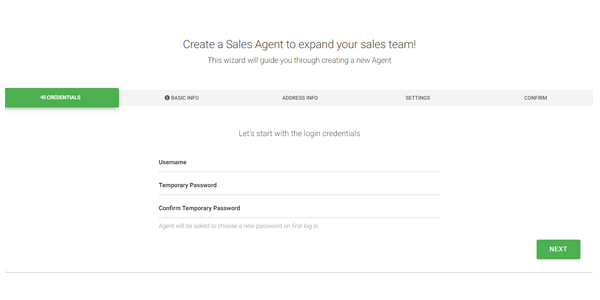 Create a Sales Agent to expand your sales team!
This wizard will guide you through creating a new Agent
CREDENTIALS
BASIC INFO
ADDRESS INFO
SETTINGS
CONFIRM
Let's start with the login credentials
Username
Temporary Password
Confirm Temporary Password
Agent will be asked to choose a new password on first log in.
NEXT